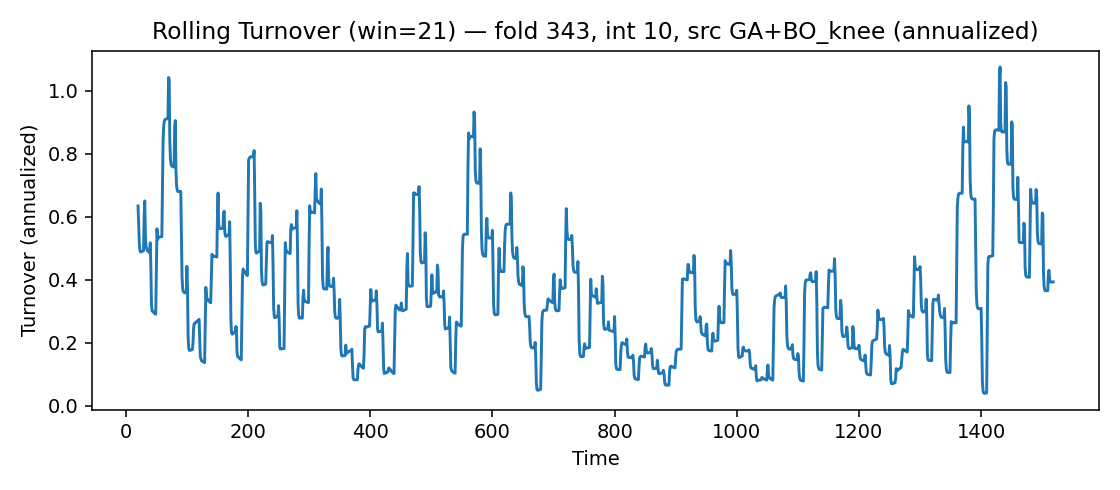 Rolling Turnover (win=21) — fold 343, int 10, src GA+BO_knee (annualized)
Turnover (annualized)
1.0
0.8
0.6
0.4
0.2
0.0
0 200 400 600 800 1000 1200 1400
Time